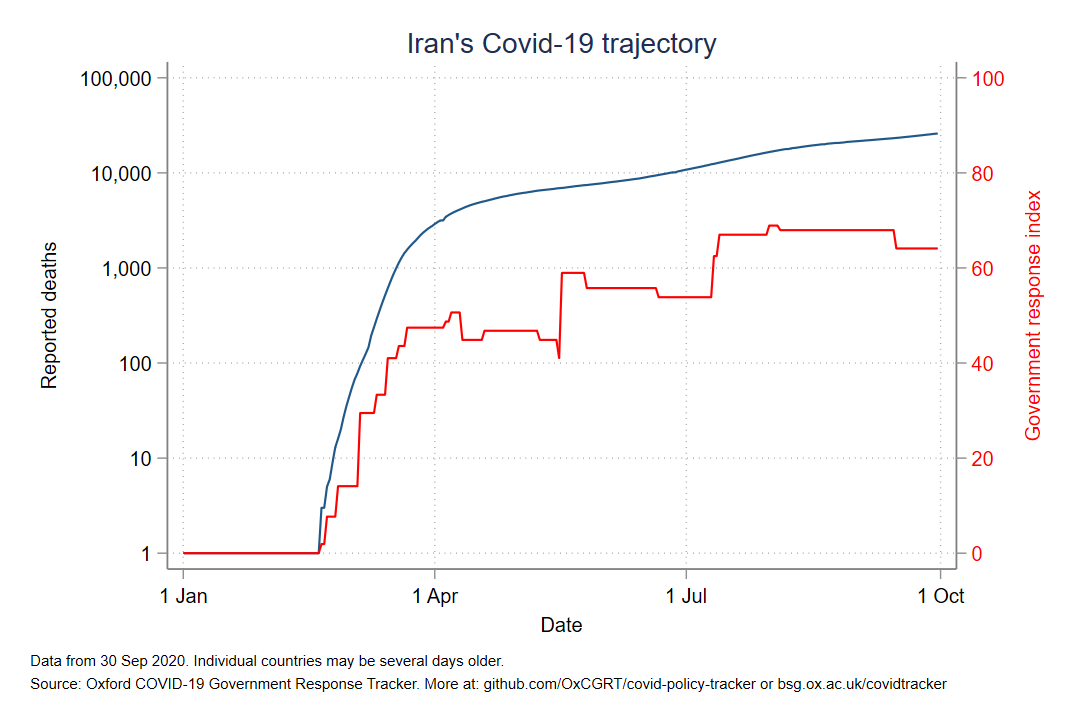 Iran's Covid-19 trajectory
100,000
10,000
1,000
100
10
1
Reported deaths
100
80
60
40
20
0
Government response index
1 Jan
1 Apr
1 Jul
1 Oct
Date
Data from 30 Sep 2020. Individual countries may be several days older.
Source: Oxford COVID-19 Government Response Tracker. More at: github.com/OxCGRT/covid-policy-tracker or bsg.ox.ac.uk/covidtracker